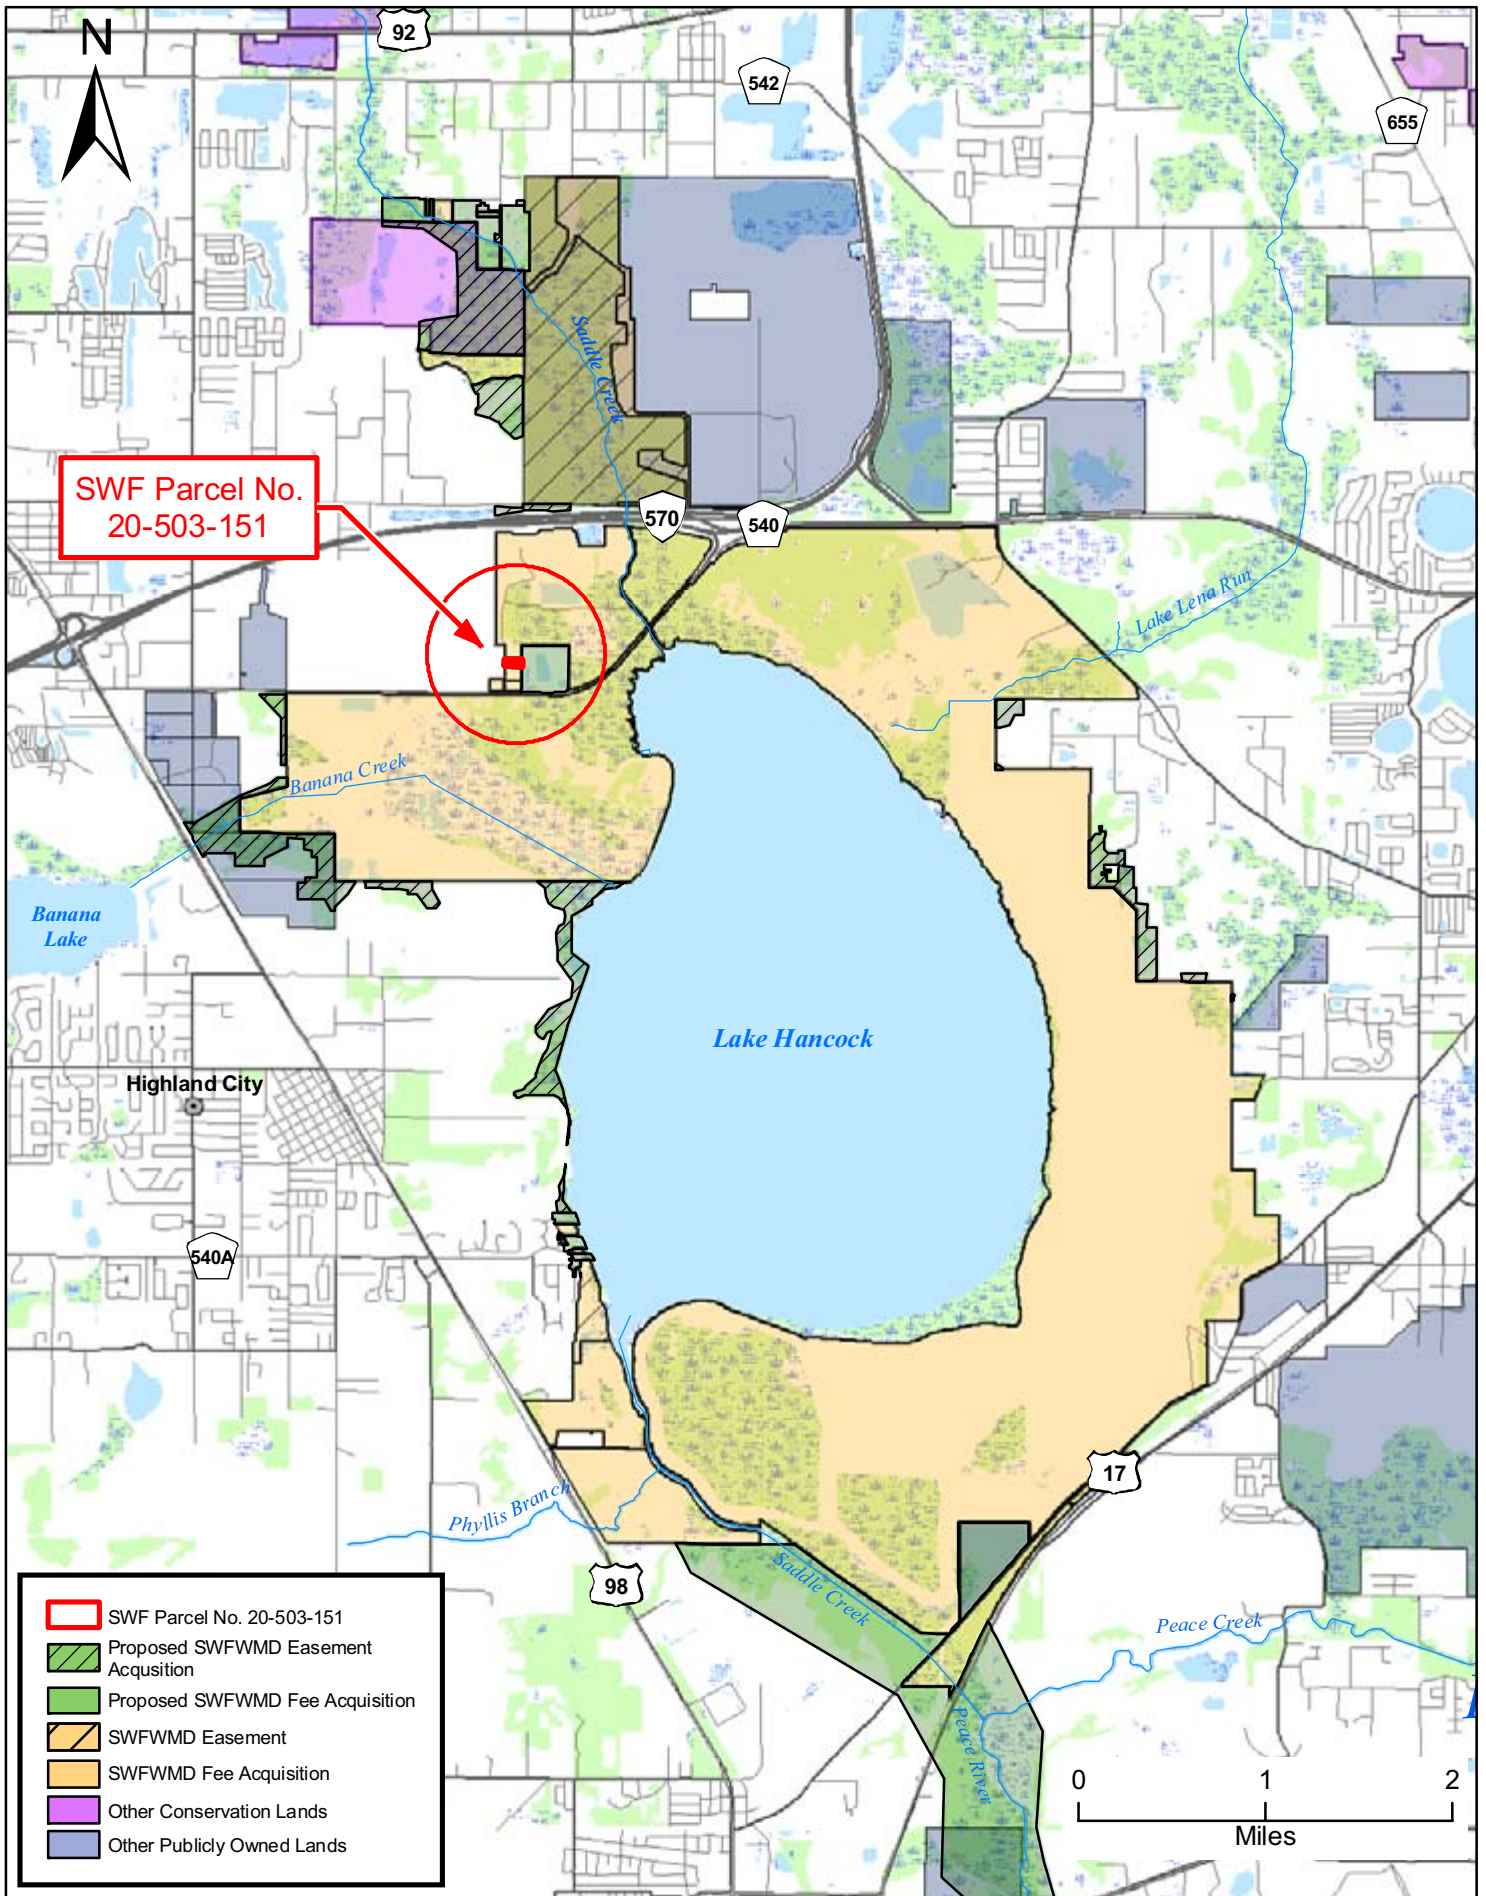 N
92
542
655
Saddle Creek
SWF Parcel No.
20-503-151
570
540
Lake Lena Run
Banana Creek
Banana
Lake
Lake Hancock
Highland City
540A
17
Phyllis Branch
98
Saddle Creek
Peace Creek
Peace River
SWF Parcel No. 20-503-151
Proposed SWFWMD Easement
Acqusition
Proposed SWFWMD Fee Acquisition
SWFWMD Easement
SWFWMD Fee Acquisition
Other Conservation Lands
Other Publicly Owned Lands
0 1 2
Miles